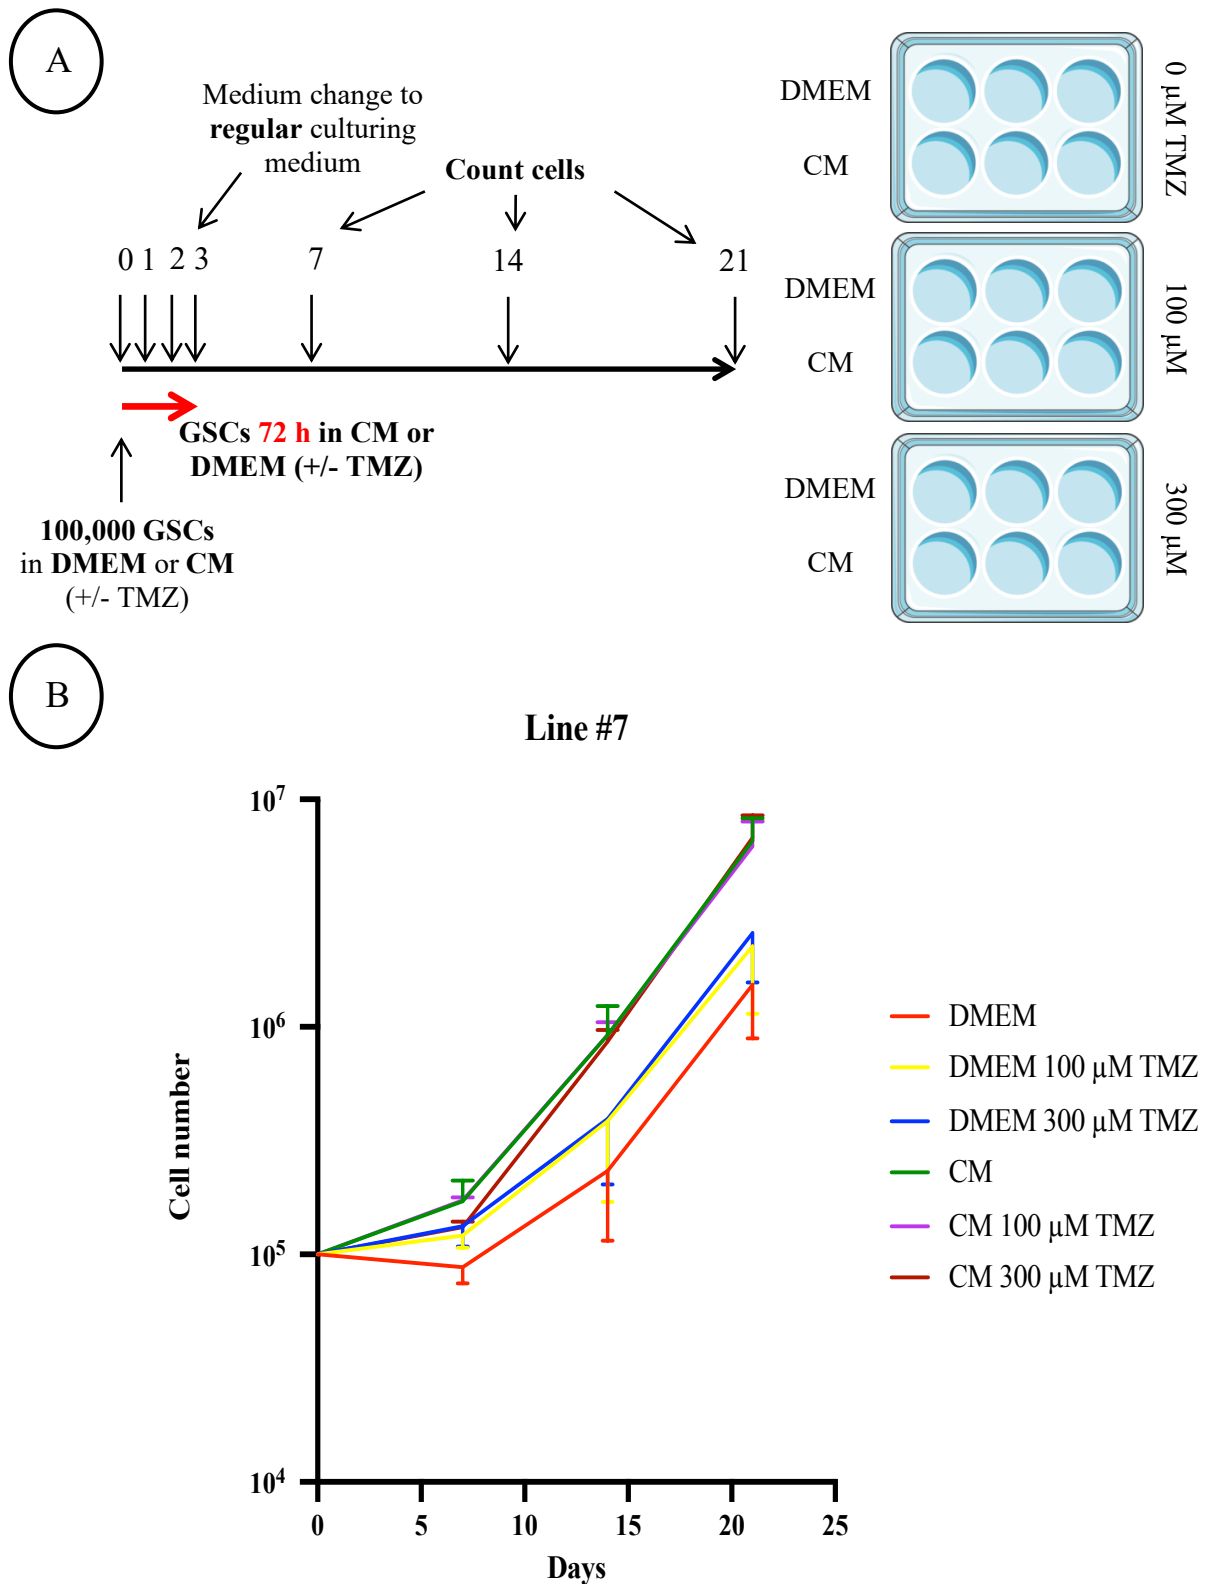 A
Medium change to
regular culturing
medium
Count cells
0 1 2 3 7 14 21
GSCs 72 h in CM or
DMEM (+/- TMZ)
100,000 GSCs
in DMEM or CM
(+/- TMZ)
DMEM
CM
0 µM TMZ
DMEM
CM
100 µM
DMEM
CM
300 µM
B
Line #7
10⁷
10⁶
10⁵
10⁴
Cell number
0 5 10 15 20 25
Days
DMEM
DMEM 100 µM TMZ
DMEM 300 µM TMZ
CM
CM 100 µM TMZ
CM 300 µM TMZ